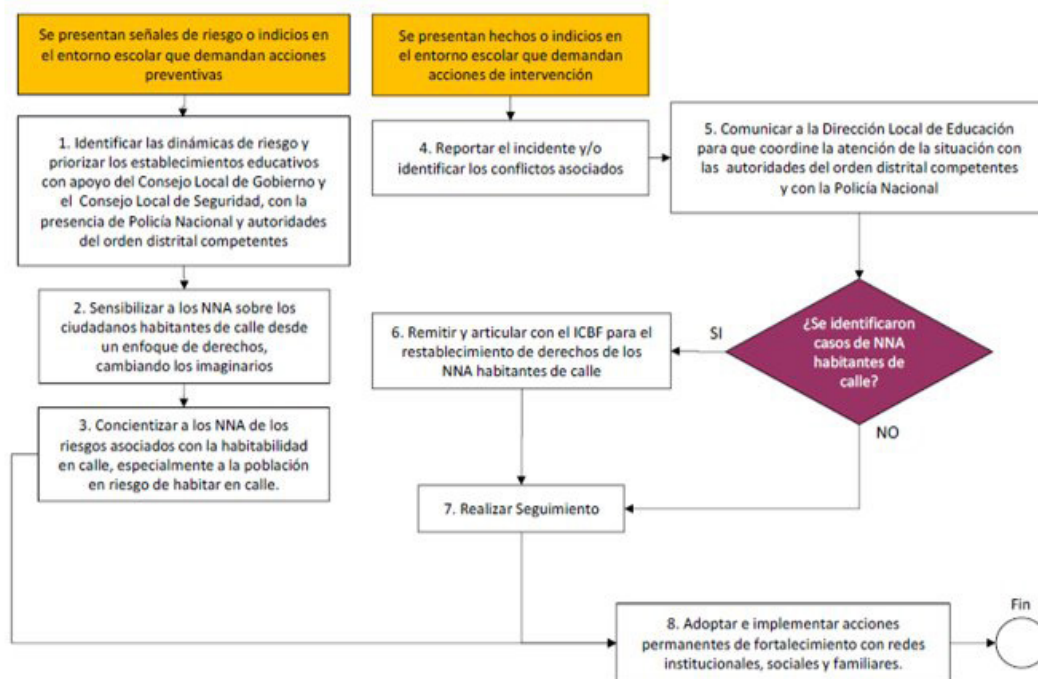 Se presentan señales de riesgo o indicios en
el entorno escolar que demandan acciones
preventivas
Se presentan hechos o indicios en
el entorno escolar que demandan
acciones de intervención
1. Identificar las dinámicas de riesgo y
priorizar los establecimientos educativos
con apoyo del Consejo Local de Gobierno y
el Consejo Local de Seguridad, con la
presencia de Policía Nacional y autoridades
del orden distrital competentes
4. Reportar el incidente y/o
identificar los conflictos asociados
5. Comunicar a la Dirección Local de Educación
para que coordine la atención de la situación con
las autoridades del orden distrital competentes
y con la Policía Nacional
2. Sensibilizar a los NNA sobre los
ciudadanos habitantes de calle desde
un enfoque de derechos,
cambiando los imaginarios
6. Remitir y articular con el ICBF para el
restablecimiento de derechos de los
NNA habitantes de calle
SI
¿Se identificaron
casos de NNA
habitantes de
calle?
NO
3. Concientizar a los NNA de los
riesgos asociados con la habitabilidad
en calle, especialmente a la población
en riesgo de habitar en calle.
7. Realizar Seguimiento
8. Adoptar e implementar acciones
permanentes de fortalecimiento con redes
institucionales, sociales y familiares.
Fin